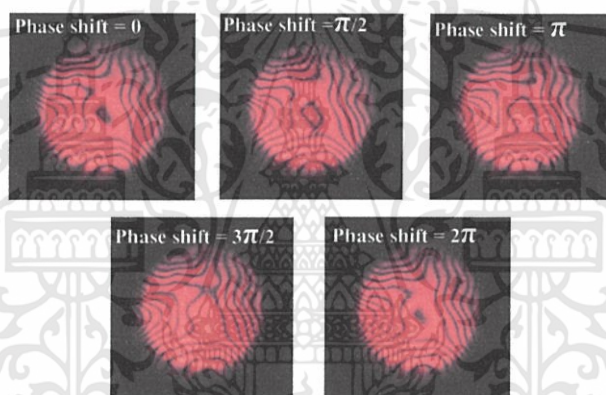 Phase shift = 0
Phase shift =π/2
Phase shift = π
Phase shift = 3π/2
Phase shift = 2π